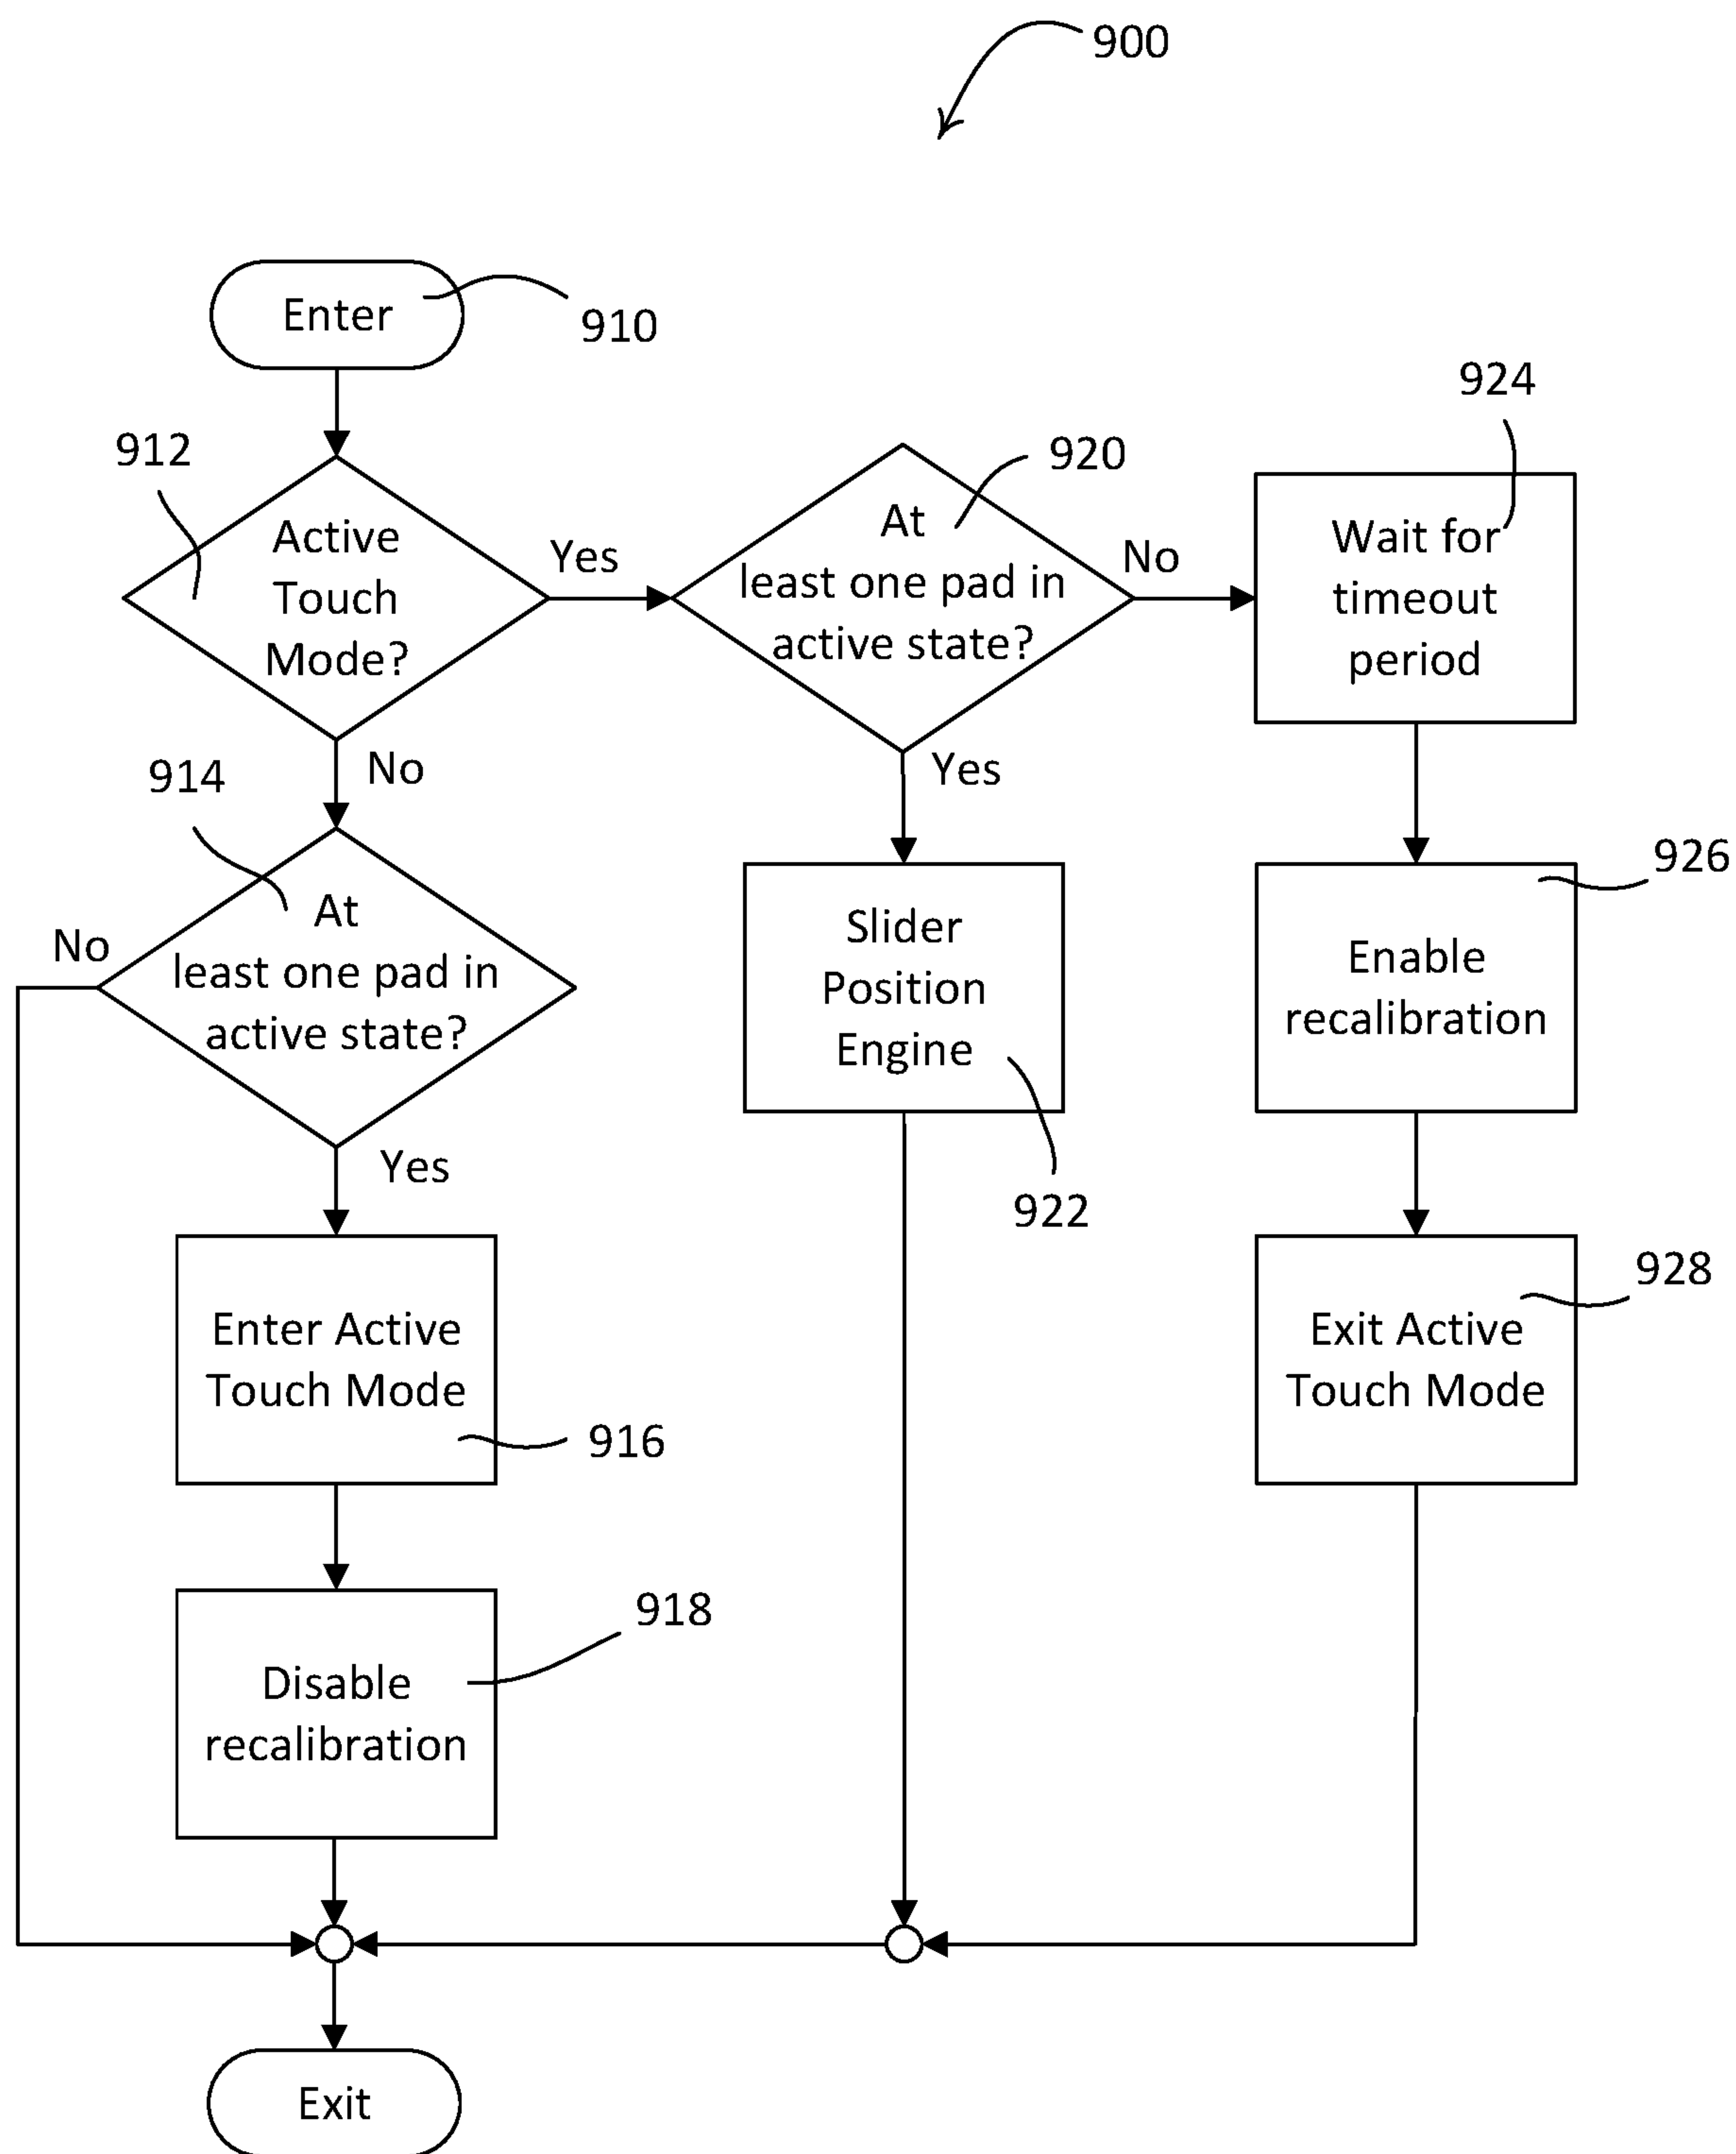 900
Enter
910
912
Active
Touch
Mode?
Yes
920
At
least one pad in
active state?
No
924
Wait for
timeout
period
No
914
At
least one pad in
active state?
No
Yes
Yes
Slider
Position
Engine
922
926
Enable
recalibration
Enter Active
Touch Mode
916
928
Exit Active
Touch Mode
918
Disable
recalibration
Exit